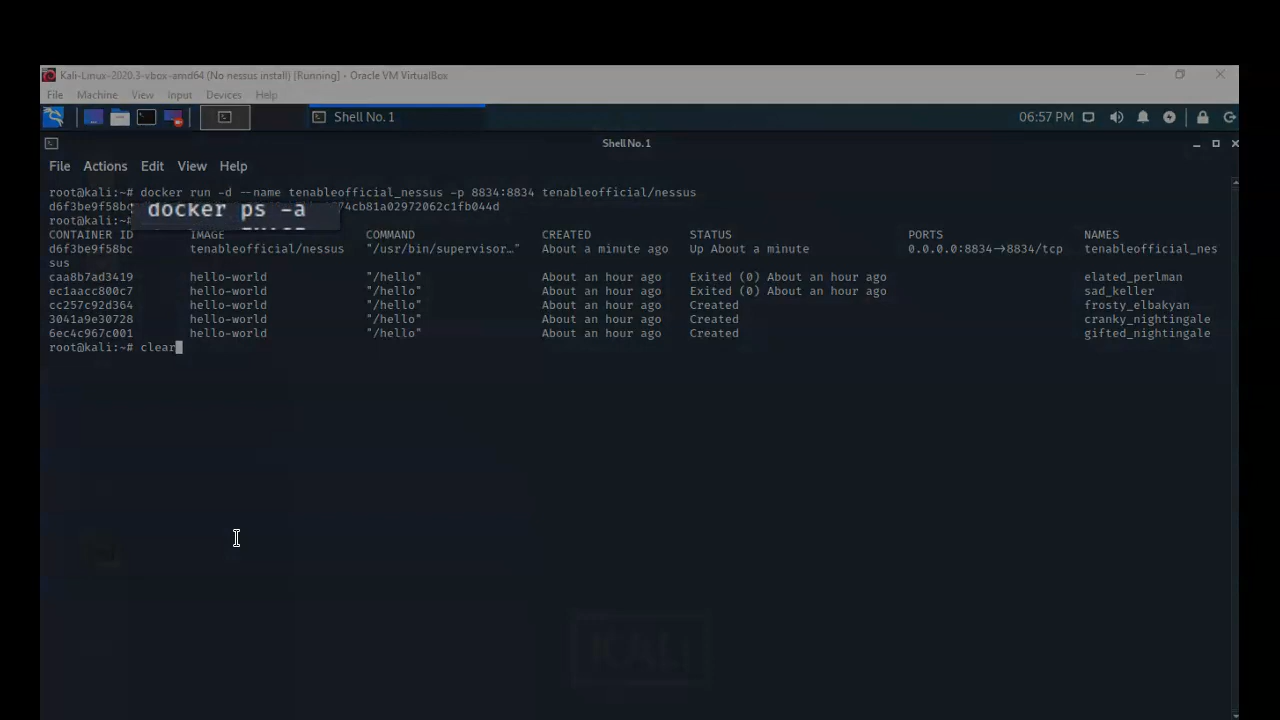 Kali-Linux-2020.3-vbox-amd64 (No nessus install) [Running] - Oracle VM VirtualBox
File Machine View Input Devices Help
Shell No. 1 06:57 PM
Shell No. 1
File Actions Edit View Help
root@kali:~# docker run -d --name tenableofficial_nessus -p 8834:8834 tenableofficial/nessus
d6f3be9f58bc 74cb81a02972062c1fb044d
root@kali:~# docker ps -a
CONTAINER ID IMAGE COMMAND CREATED STATUS PORTS NAMES
d6f3be9f58bc tenableofficial/nessus "/usr/bin/supervisor…" About a minute ago Up About a minute 0.0.0.0:8834→8834/tcp tenableofficial_nes
sus
caa8b7ad3419 hello-world "/hello" About an hour ago Exited (0) About an hour ago elated_perlman
ec1aacc800c7 hello-world "/hello" About an hour ago Exited (0) About an hour ago sad_keller
cc257c92d364 hello-world "/hello" About an hour ago Created frosty_elbakyan
3041a9e30728 hello-world "/hello" About an hour ago Created cranky_nightingale
6ec4c967c001 hello-world "/hello" About an hour ago Created gifted_nightingale
root@kali:~# clear
KALI